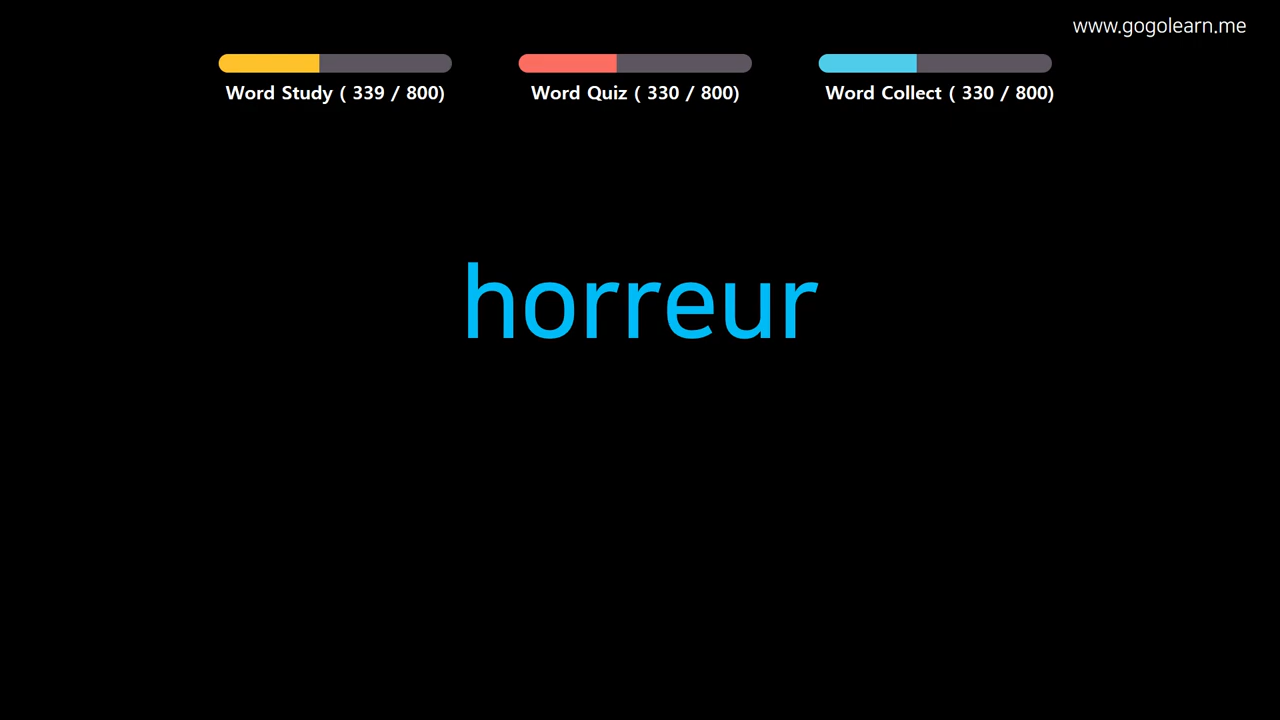 www.gogolearn.me
Word Study ( 339 / 800)
Word Quiz ( 330 / 800)
Word Collect ( 330 / 800)
horreur